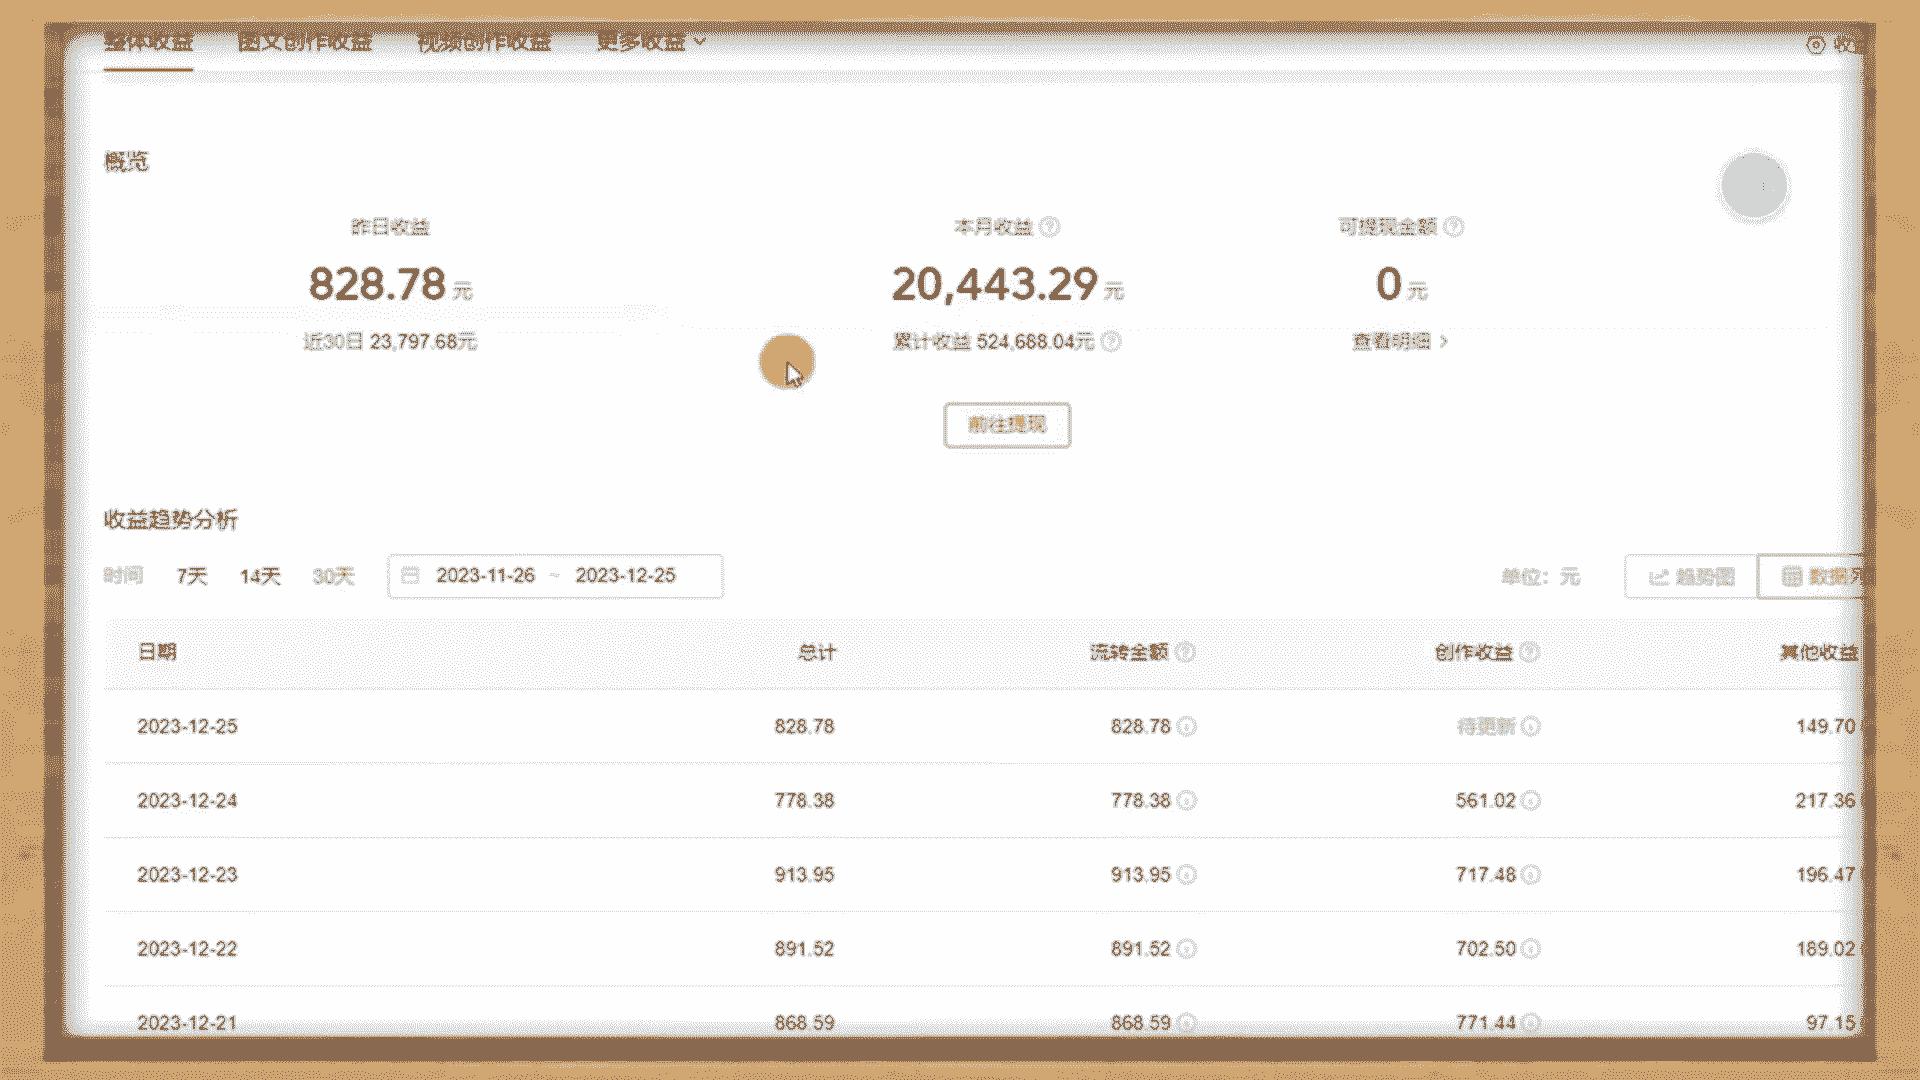 整体收益 图文创作收益 视频创作收益 更多收益
收益
概览
昨日收益 本月收益 可提现金额
828.78元 20,443.29元 0元
近30日 23,797.68元 累计收益 524,688.04元 查看明细 >
前往提现
收益趋势分析
时间 7天 14天 30天 2023-11-26 ~ 2023-12-25 单位：元 趋势图 数据列
日期 总计 流转金额 创作收益 其他收益
2023-12-25 828.78 828.78 待更新 149.70
2023-12-24 778.38 778.38 561.02 217.36
2023-12-23 913.95 913.95 717.48 196.47
2023-12-22 891.52 891.52 702.50 189.02
2023-12-21 868.59 868.59 771.44 97.15